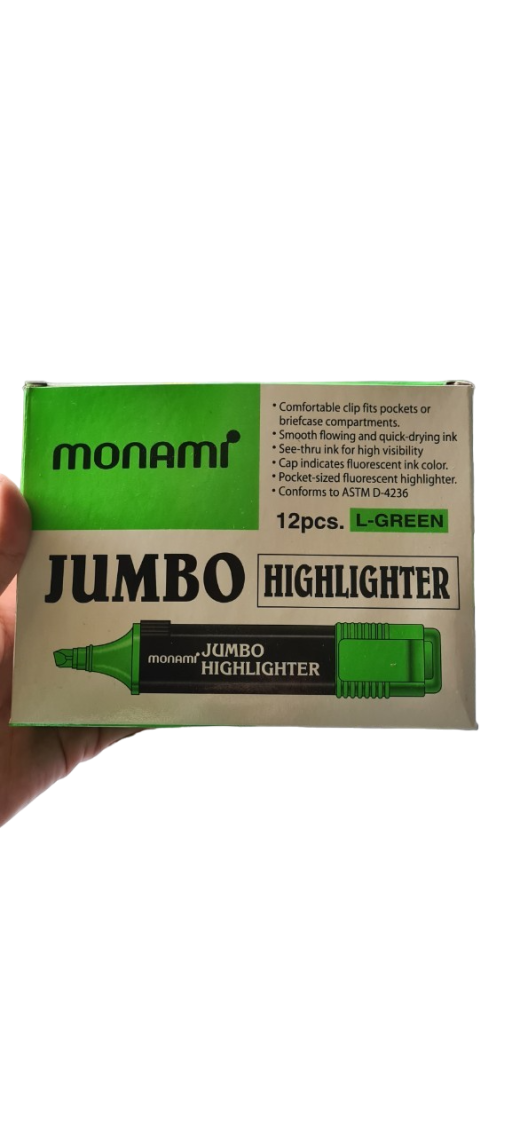 monami
• Comfortable clip fits pockets or
briefcase compartments.
• Smooth flowing and quick-drying ink
• See-thru ink for high visibility
• Cap indicates fluorescent ink color.
• Pocket-sized fluorescent highlighter.
• Conforms to ASTM D-4236
12pcs. L-GREEN
JUMBO HIGHLIGHTER
monami JUMBO
HIGHLIGHTER